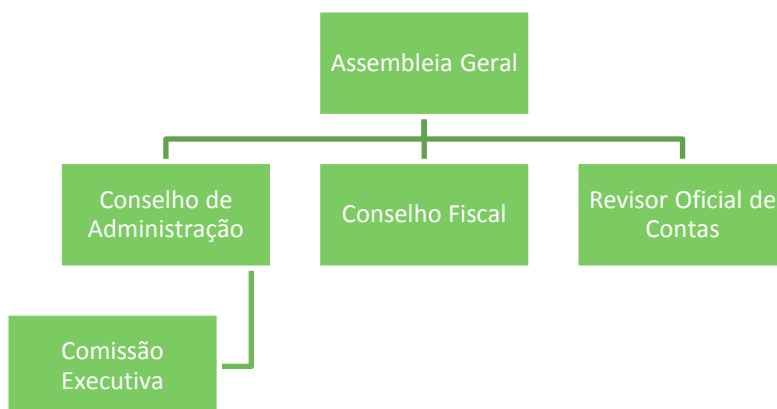 Assembleia Geral
Conselho de
Administração
Conselho Fiscal
Revisor Oficial de
Contas
Comissão
Executiva